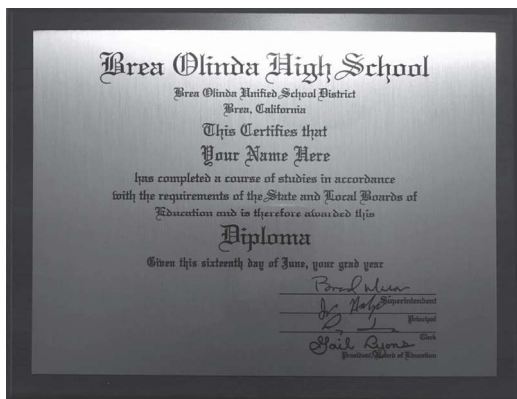 Brea Olinda High School
Brea Olinda Unified School District
Brea, California
This Certifies that
Your Name Here
has completed a course of studies in accordance
with the requirements of the State and Local Boards of
Education and is therefore awarded this
Diploma
Given this sixteenth day of June, your grad year
Superintendent
Principal
Clerk
Gail Lyons
President, Board of Education